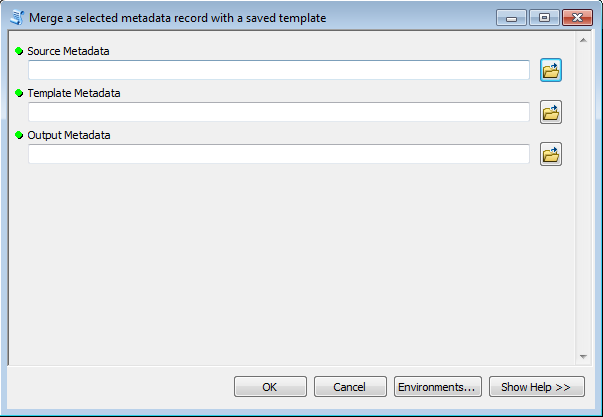 Merge a selected metadata record with a saved template
Source Metadata
Template Metadata
Output Metadata
OK Cancel Environments... Show Help >>